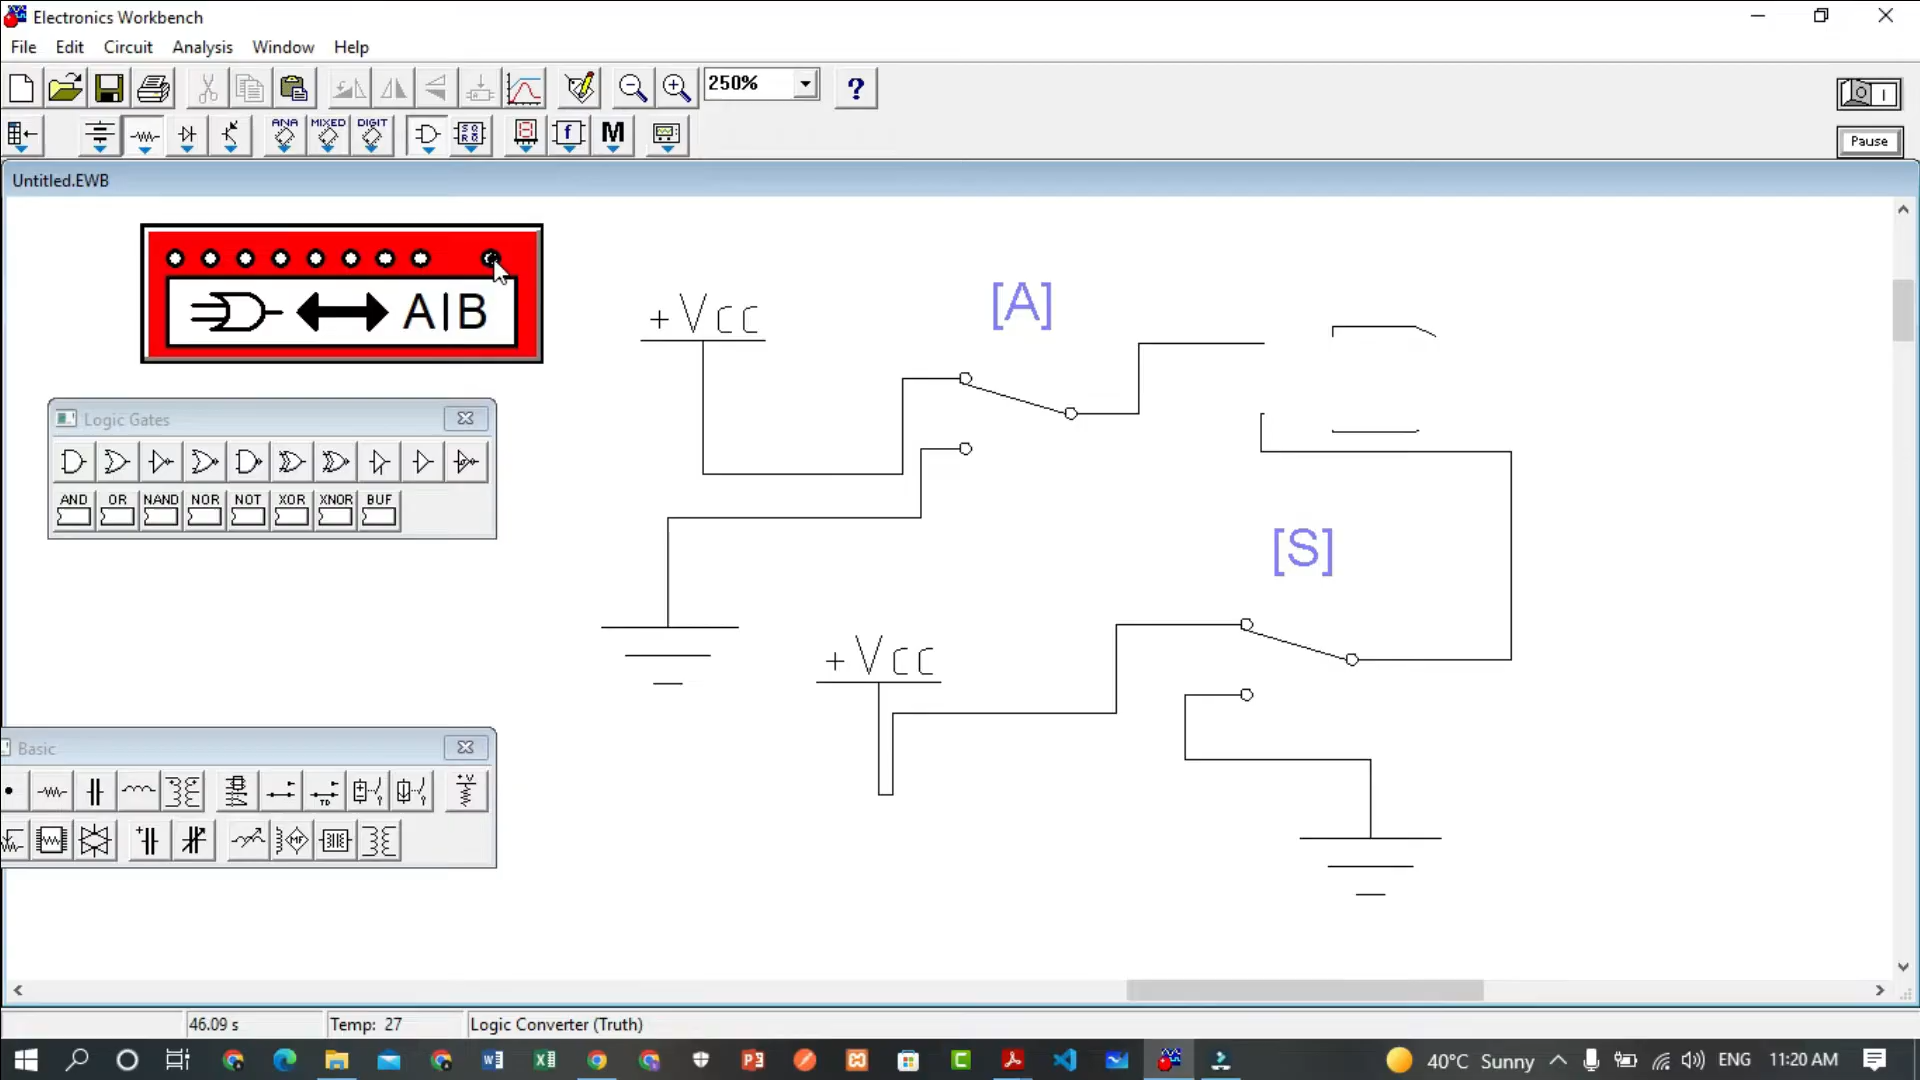 Electronics Workbench
File Edit Circuit Analysis Window Help
250%
?
ANA MIXED DIGIT
f M
Pause
Untitled.EWB
A|B
+Vcc
[A]
Logic Gates
AND OR NAND NOR NOT XOR XNOR BUF
[S]
+Vcc
Basic
+V
TD
MF
46.09 s
Temp: 27
Logic Converter (Truth)
40°C Sunny
ENG
11:20 AM